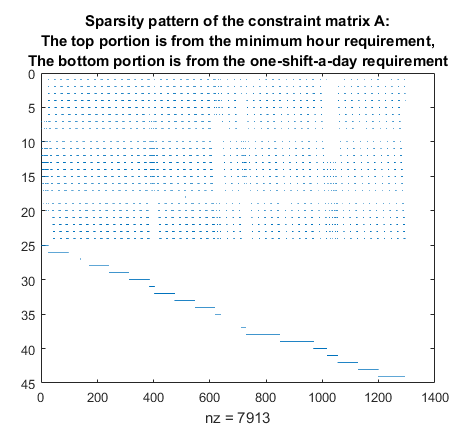 Sparsity pattern of the constraint matrix A:
The top portion is from the minimum hour requirement,
The bottom portion is from the one-shift-a-day requirement
0
5
10
15
20
25
30
35
40
45
0 200 400 600 800 1000 1200 1400
nz = 7913